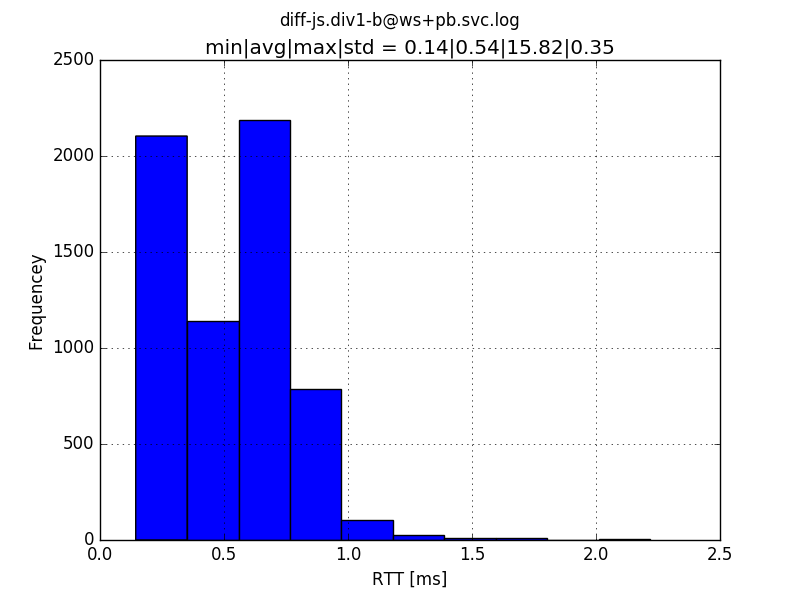 diff-js.div1-b@ws+pb.svc.log
min|avg|max|std = 0.14|0.54|15.82|0.35
2500
2000
1500
1000
500
0
Frequencey
0.0 0.5 1.0 1.5 2.0 2.5
RTT [ms]